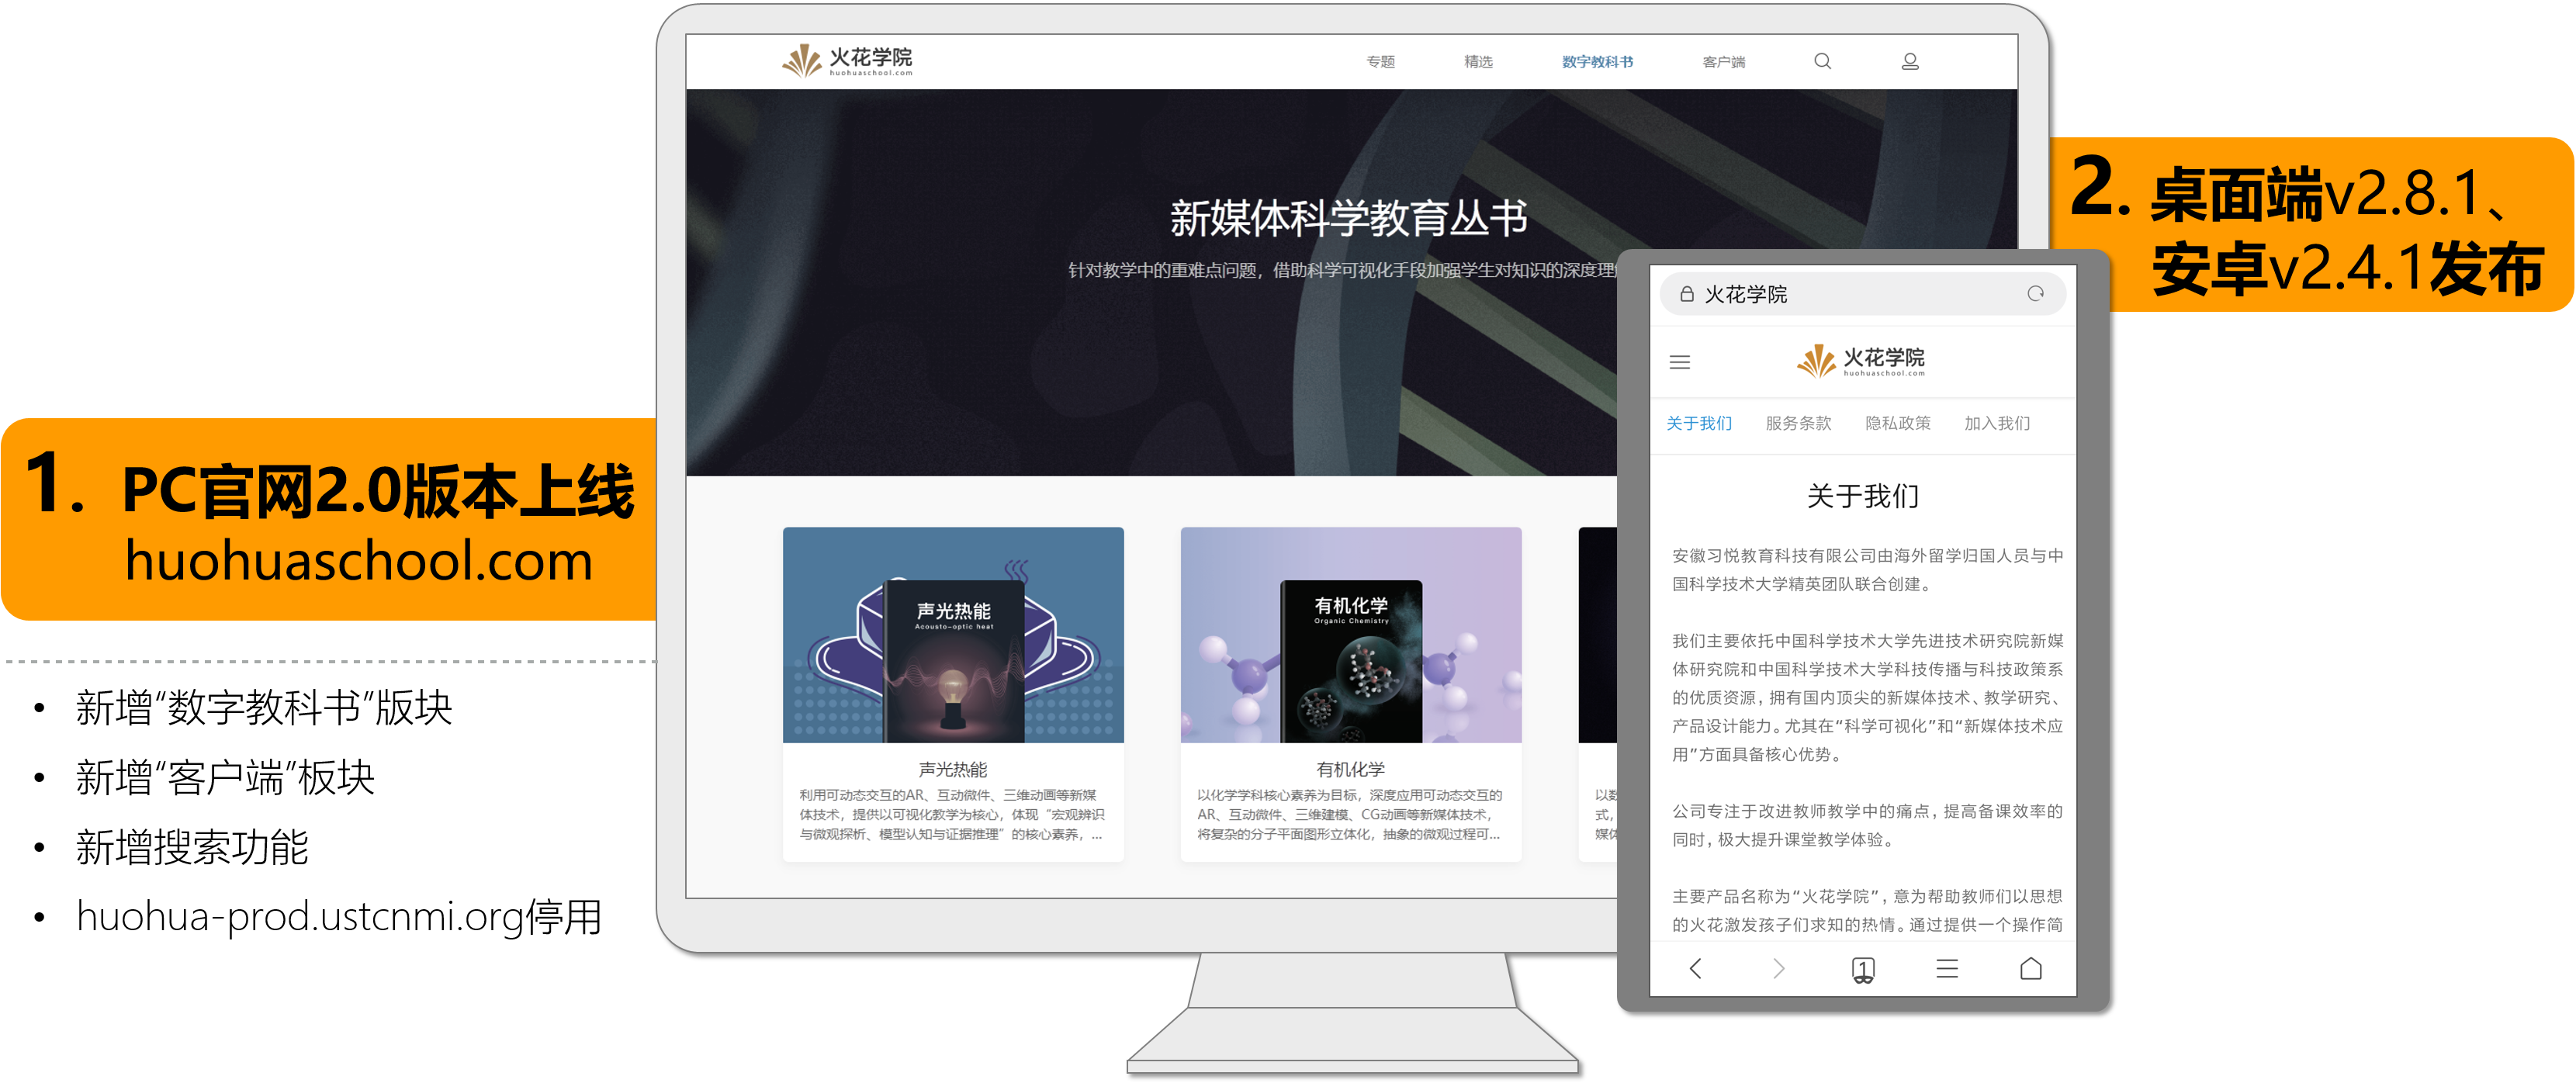 1. PC官网2.0版本上线
huohuaschool.com
• 新增“数字教科书”版块
• 新增“客户端”板块
• 新增搜索功能
• huohua-prod.ustcnmi.org停用
火花学院
huohuaschool.com
专题 精选 数字教科书 客户端
新媒体科学教育丛书
针对教学中的重难点问题，借助科学可视化手段加强学生对知识的深度理
声光热能
Acousto-optic heat
声光热能
利用可动态交互的AR、互动微件、三维动画等新媒
体技术，提供以可视化教学为核心，体现“宏观辨识
与微观探析、模型认知与证据推理”的核心素养，...
有机化学
Organic Chemistry
有机化学
以化学学科核心素养为目标，深度应用可动态交互的
AR、互动微件、三维建模、CG动画等新媒体技术，
将复杂的分子平面图形立体化，抽象的微观过程可...
以数
式，
媒体
2. 桌面端v2.8.1、
安卓v2.4.1发布
火花学院
火花学院
huohuaschool.com
关于我们 服务条款 隐私政策 加入我们
关于我们
安徽习悦教育科技有限公司由海外留学归国人员与中
国科学技术大学精英团队联合创建。
我们主要依托中国科学技术大学先进技术研究院新媒
体研究院和中国科学技术大学科技传播与科技政策系
的优质资源，拥有国内顶尖的新媒体技术、教学研究、
产品设计能力。尤其在“科学可视化”和“新媒体技术应
用”方面具备核心优势。
公司专注于改进教师教学中的痛点，提高备课效率的
同时，极大提升课堂教学体验。
主要产品名称为“火花学院”，意为帮助教师们以思想
的火花激发孩子们求知的热情。通过提供一个操作简
1